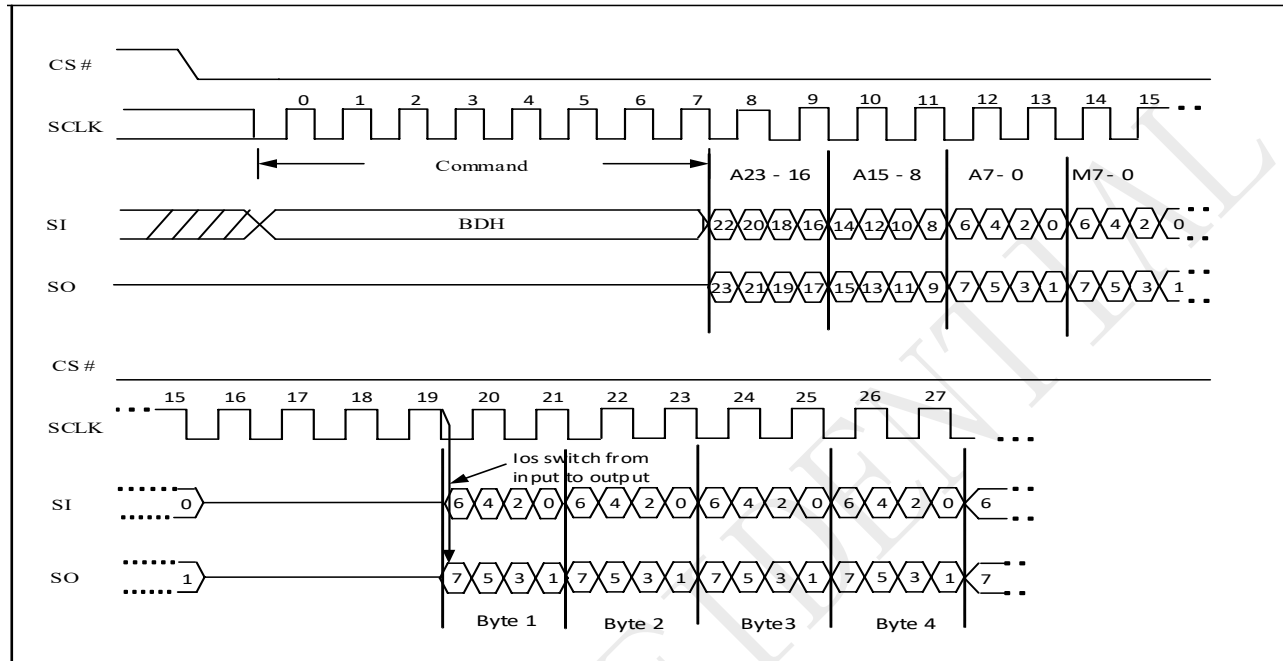 CS #
0 1 2 3 4 5 6 7 8 9 10 11 12 13 14 15
SCLK
Command
A23 - 16 A15 - 8 A7 - 0 M7 - 0
SI BDH 22 20 18 16 14 12 10 8 6 4 2 0 6 4 2 0
SO 23 21 19 17 15 13 11 9 7 5 3 1 7 5 3 1
CS #
15 16 17 18 19 20 21 22 23 24 25 26 27
SCLK
Ios switch from
input to output
SI 0 6 4 2 0 6 4 2 0 6 4 2 0 6 4 2 0 6
SO 1 7 5 3 1 7 5 3 1 7 5 3 1 7 5 3 1 7
Byte 1 Byte 2 Byte3 Byte 4